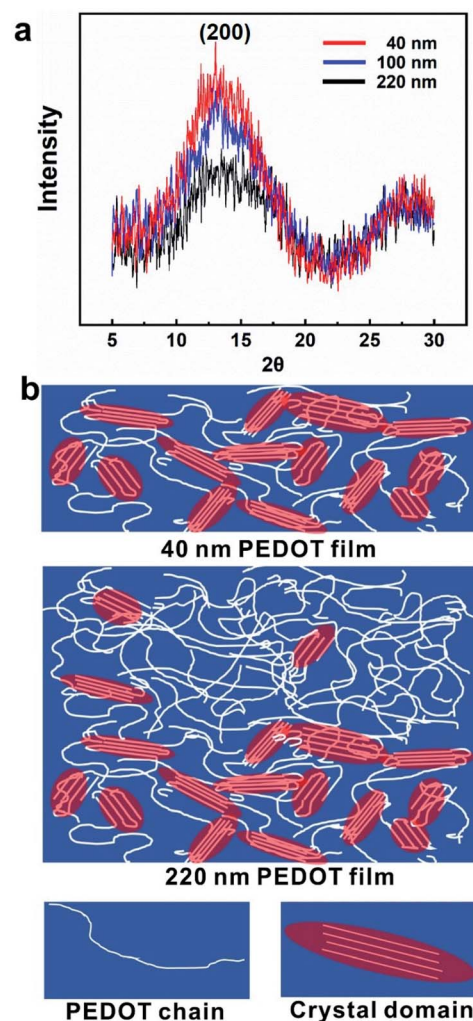 a
(200)
40 nm
100 nm
220 nm
Intensity
5 10 15 20 25 30
2θ
b
40 nm PEDOT film
220 nm PEDOT film
PEDOT chain
Crystal domain